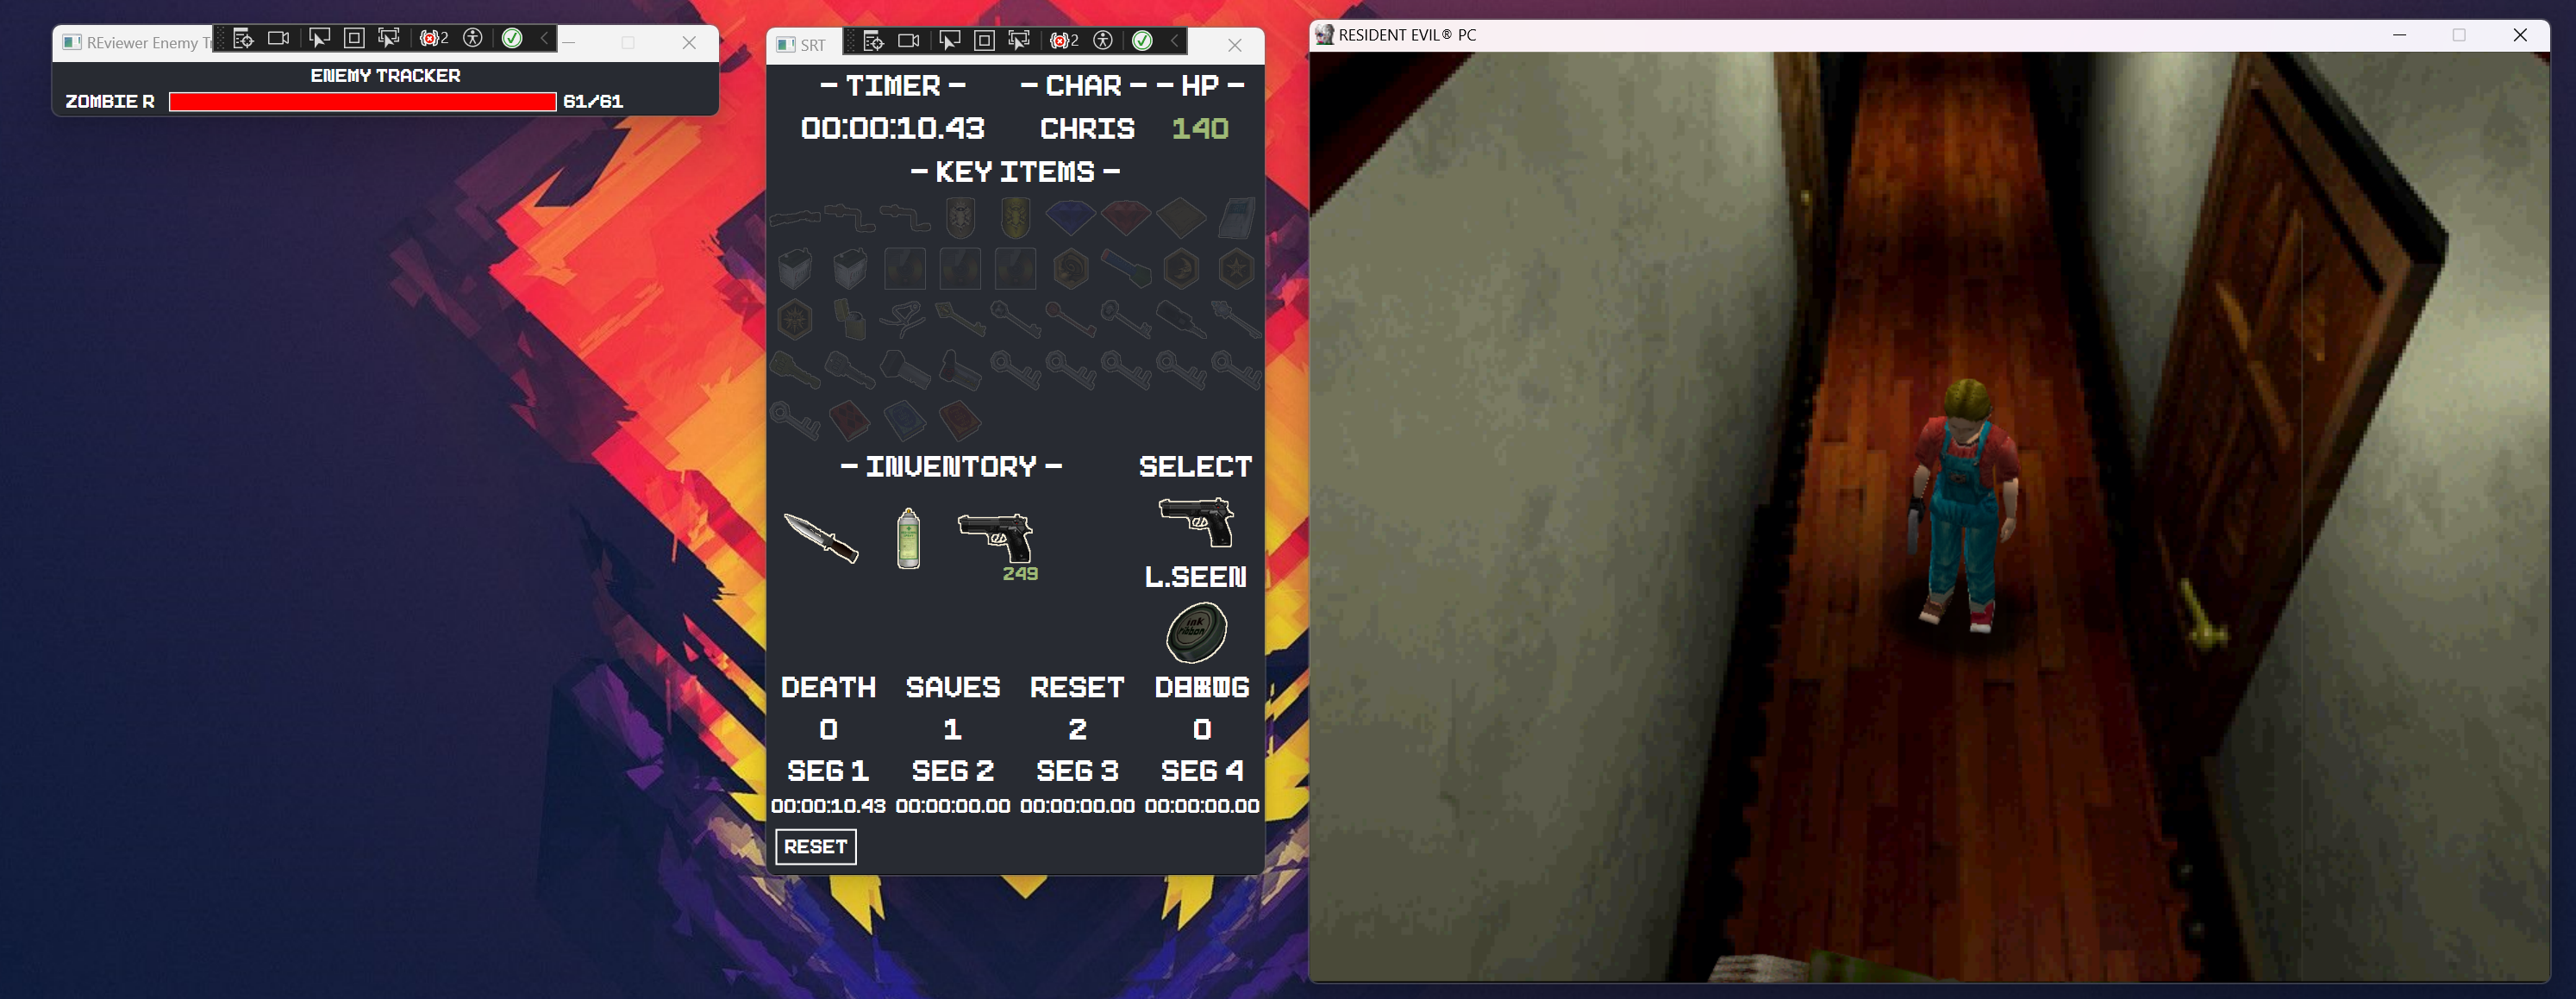 REviewer Enemy Tr
2
ENEMY TRACKER
ZOMBIE R 61/61
SRT
2
- TIMER - - CHAR - - HP -
00:00:10.43 CHRIS 140
- KEY ITEMS -
- INVENTORY - SELECT
249
L.SEEN
ink
ribbon
DEATH SAVES RESET
0 1 2 0
SEG 1 SEG 2 SEG 3 SEG 4
00:00:10.43 00:00:00.00 00:00:00.00 00:00:00.00
RESET
RESIDENT EVIL® PC